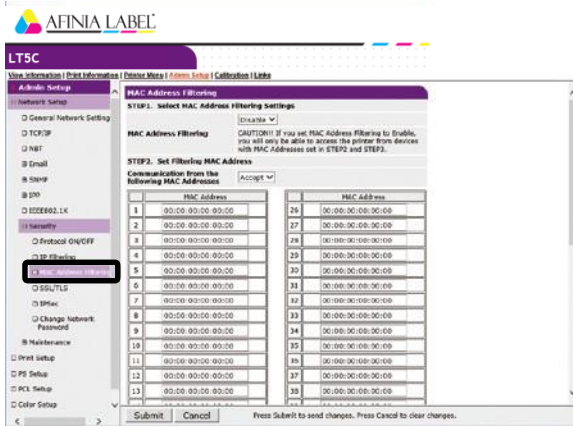 AFINIA LABEL
LT5C
View Information | Print Information | Printer Menu | Admin Setup | Calibration | Links
Admin Setup
Network Setup
General Network Setting
TCP/IP
NBT
Email
SNMP
IPP
IEEE802.1X
Security
Protocol ON/OFF
IP Filtering
MAC Address Filtering
SSL/TLS
IPSec
Change Network
Password
Maintenance
Print Setup
PS Setup
PCL Setup
Color Setup
MAC Address Filtering
STEP1. Select MAC Address Filtering Settings
Disable
MAC Address Filtering
CAUTION!! If you set MAC Address Filtering to Enable,
you will only be able to access the printer from devices
with MAC Addresses set in STEP2 and STEP3.
STEP2. Set Filtering MAC Address
Communication from the
following MAC Addresses
Accept
MAC Address MAC Address
1 00:00:00:00:00:00 26 00:00:00:00:00:00
2 00:00:00:00:00:00 27 00:00:00:00:00:00
3 00:00:00:00:00:00 28 00:00:00:00:00:00
4 00:00:00:00:00:00 29 00:00:00:00:00:00
5 00:00:00:00:00:00 30 00:00:00:00:00:00
6 00:00:00:00:00:00 31 00:00:00:00:00:00
7 00:00:00:00:00:00 32 00:00:00:00:00:00
8 00:00:00:00:00:00 33 00:00:00:00:00:00
9 00:00:00:00:00:00 34 00:00:00:00:00:00
10 00:00:00:00:00:00 35 00:00:00:00:00:00
11 00:00:00:00:00:00 36 00:00:00:00:00:00
12 00:00:00:00:00:00 37 00:00:00:00:00:00
13 00:00:00:00:00:00 38 00:00:00:00:00:00
Submit Cancel Press Submit to send changes. Press Cancel to clear changes.